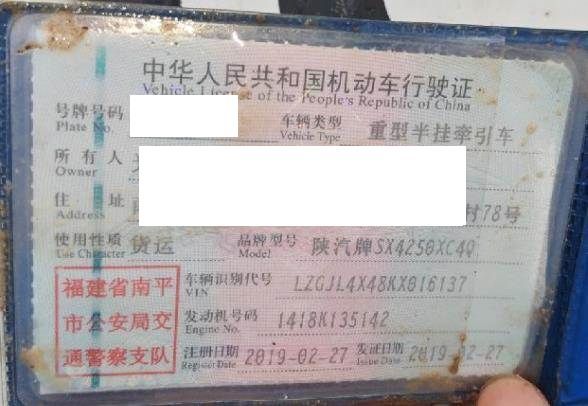 中华人民共和国机动车行驶证
Vehicle License of the People's Republic of China
号牌号码 车辆类型 重型半挂牵引车
Plate No. Vehicle Type
所有人
Owner
住址 村78号
Address
使用性质 货运 品牌型号 陕汽牌SX4250XC4Q
Use Character Model
福建省南平 车辆识别代号 LZGJL4X48KX016137
VIN
市公安局交 发动机号码 1418K135142
Engine No.
通警察支队 注册日期 2019-02-27 发证日期 2019-02-27
Register Date Issue Date